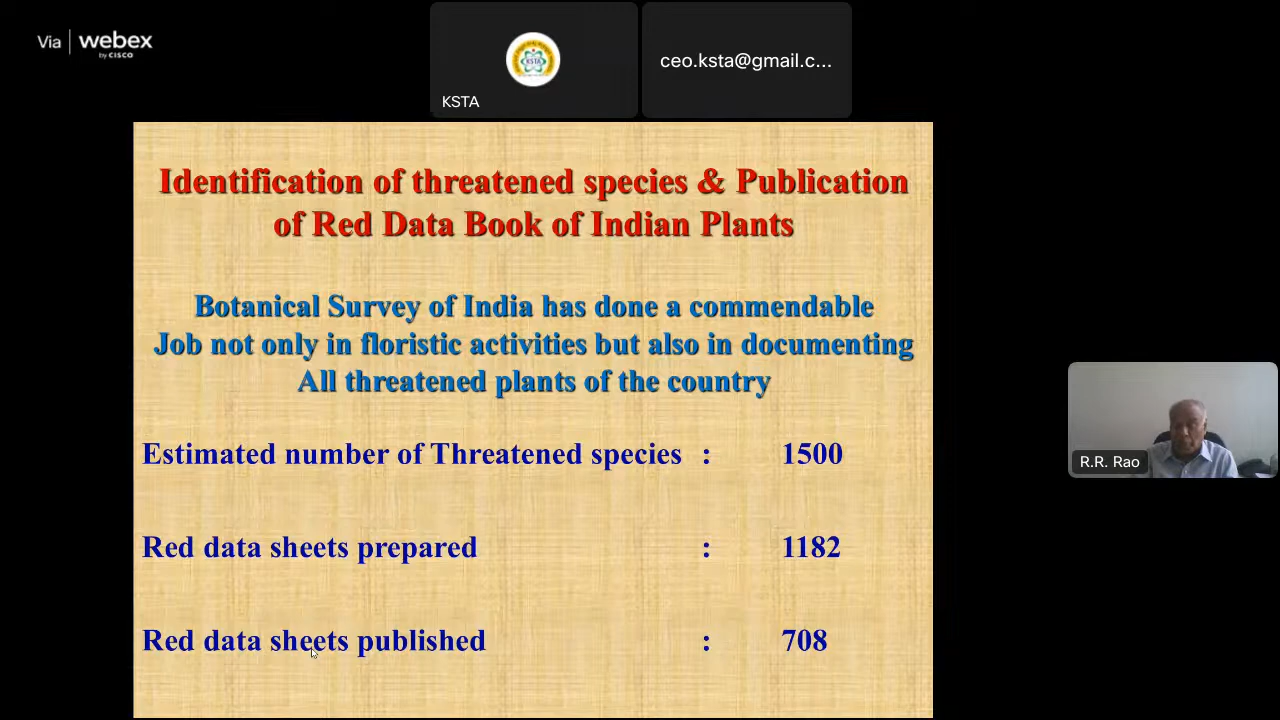 Via webex
by CISCO
KSTA
KSTA
ceo.ksta@gmail.c...
Identification of threatened species & Publication
of Red Data Book of Indian Plants
Botanical Survey of India has done a commendable
Job not only in floristic activities but also in documenting
All threatened plants of the country
Estimated number of Threatened species : 1500
Red data sheets prepared : 1182
Red data sheets published : 708
R.R. Rao